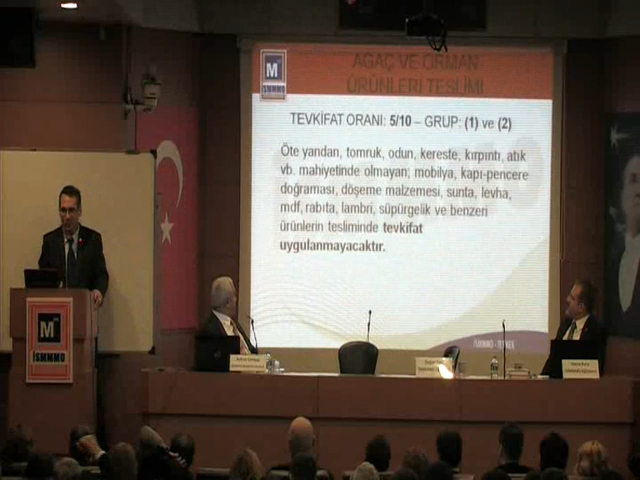 AĞAÇ VE ORMAN
ÜRÜNLERİ TESLİMİ
M
İSMMMO
TEVKİFAT ORANI: 5/10 – GRUP: (1) ve (2)
Öte yandan, tomruk, odun, kereste, kırpıntı, atık
vb. mahiyetinde olmayan; mobilya, kapı-pencere
doğraması, döşeme malzemesi, sunta, levha,
mdf, rabıta, lambri, süpürgelik ve benzeri
ürünlerin tesliminde tevkifat
uygulanmayacaktır.
M
İSMMMO